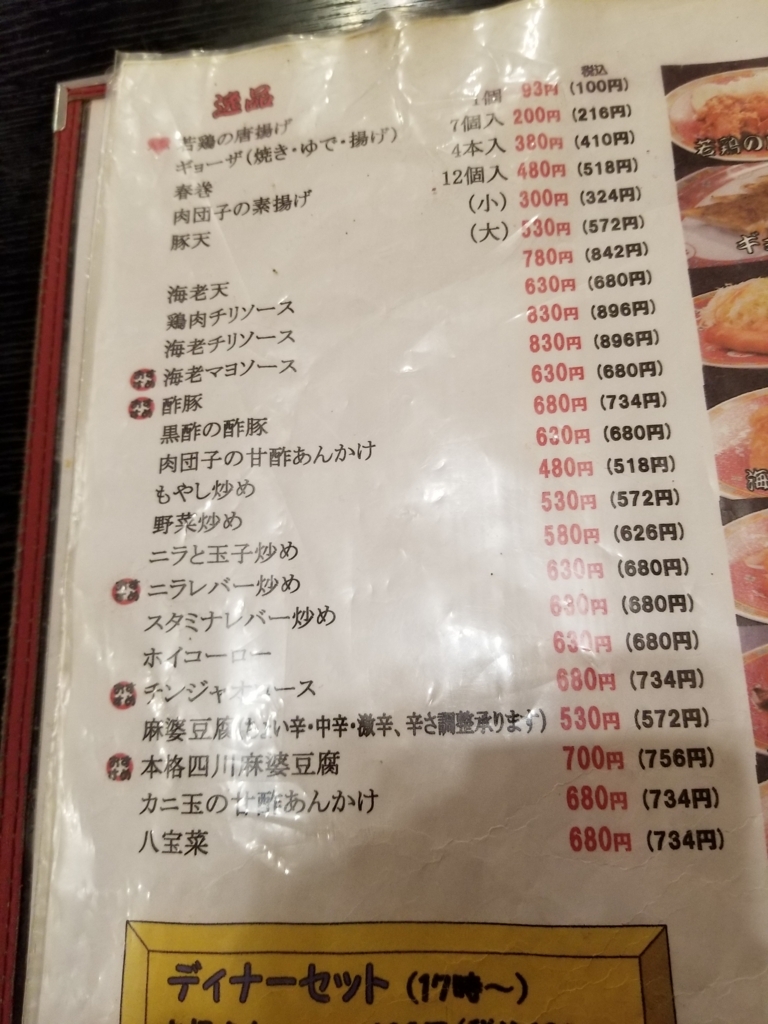 逸品
税込
若鶏の唐揚げ 1個 93円 (100円)
ギョーザ(焼き・ゆで・揚げ) 7個入 200円 (216円)
春巻 4本入 380円 (410円)
肉団子の素揚げ 12個入 480円 (518円)
豚天 (小) 300円 (324円)
(大) 530円 (572円)
海老天 780円 (842円)
鶏肉チリソース 630円 (680円)
海老チリソース 830円 (896円)
海老マヨソース 830円 (896円)
酢豚 630円 (680円)
黒酢の酢豚 680円 (734円)
肉団子の甘酢あんかけ 630円 (680円)
もやし炒め 480円 (518円)
野菜炒め 530円 (572円)
ニラと玉子炒め 580円 (626円)
ニラレバー炒め 630円 (680円)
スタミナレバー炒め 630円 (680円)
ホイコーロー 630円 (680円)
チンジャオロース 680円 (734円)
麻婆豆腐(ちょい辛・中辛・激辛、辛さ調整承ります) 530円 (572円)
本格四川麻婆豆腐 700円 (756円)
カニ玉の甘酢あんかけ 680円 (734円)
八宝菜 680円 (734円)
若鶏の
ギョ
海
ディナーセット (17時〜)